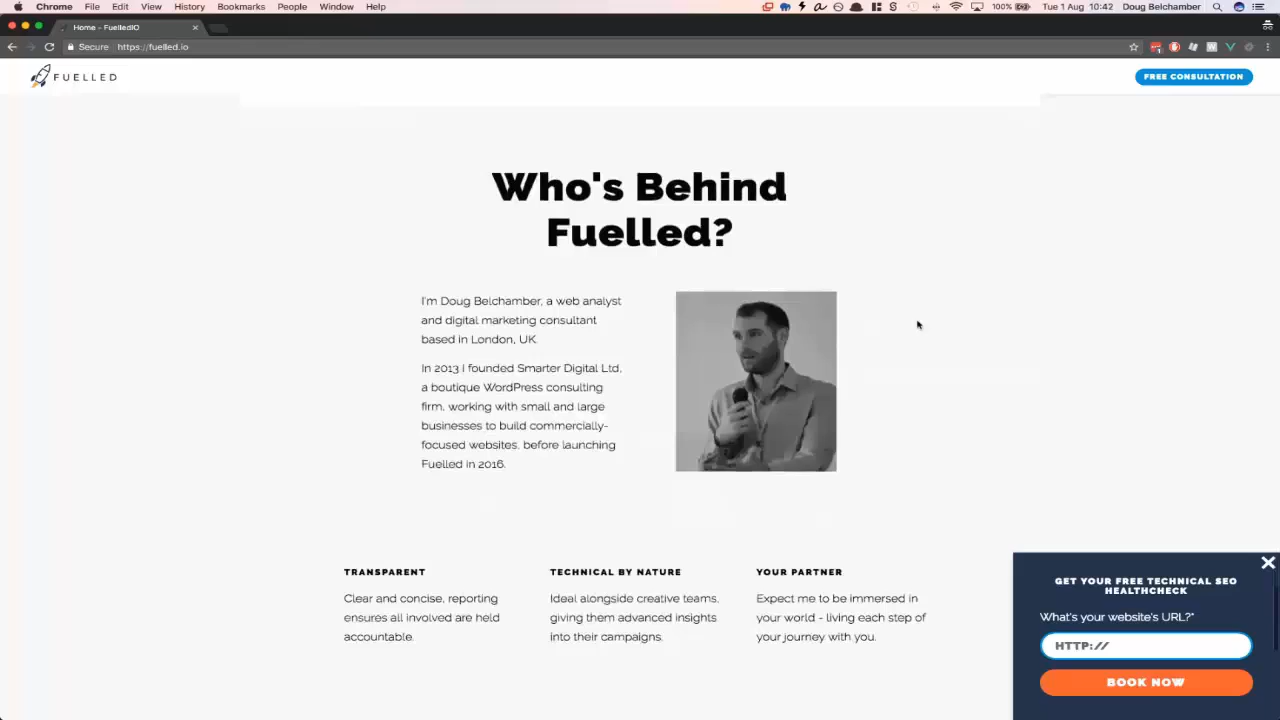 Chrome File Edit View History Bookmarks People Window Help 100% Tue 1 Aug 10:42 Doug Belchamber
Home - FuelledIO
Secure https://fuelled.io
FUELLED
FREE CONSULTATION
Who's Behind
Fuelled?
I'm Doug Belchamber, a web analyst
and digital marketing consultant
based in London, UK.
In 2013 I founded Smarter Digital Ltd,
a boutique WordPress consulting
firm, working with small and large
businesses to build commercially-
focused websites, before launching
Fuelled in 2016.
TRANSPARENT
Clear and concise, reporting
ensures all involved are held
accountable.
TECHNICAL BY NATURE
Ideal alongside creative teams,
giving them advanced insights
into their campaigns.
YOUR PARTNER
Expect me to be immersed in
your world - living each step of
your journey with you.
GET YOUR FREE TECHNICAL SEO
HEALTHCHECK
What's your website's URL?*
HTTP://
BOOK NOW